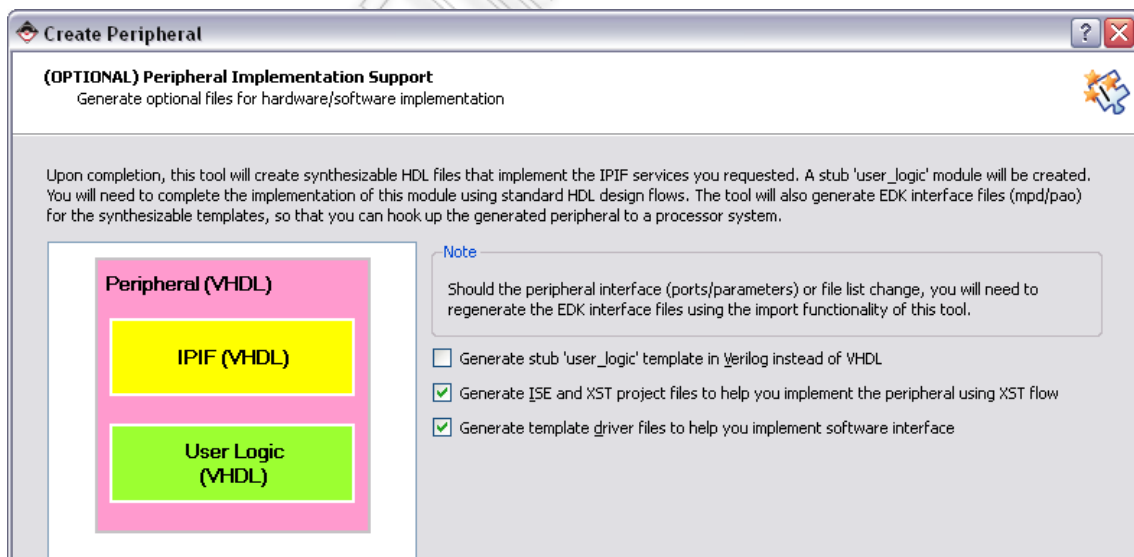 Create Peripheral
(OPTIONAL) Peripheral Implementation Support
Generate optional files for hardware/software implementation
Upon completion, this tool will create synthesizable HDL files that implement the IPIF services you requested. A stub 'user_logic' module will be created.
You will need to complete the implementation of this module using standard HDL design flows. The tool will also generate EDK interface files (mpd/pao)
for the synthesizable templates, so that you can hook up the generated peripheral to a processor system.
Peripheral (VHDL)
IPIF (VHDL)
User Logic
(VHDL)
Note
Should the peripheral interface (ports/parameters) or file list change, you will need to
regenerate the EDK interface files using the import functionality of this tool.
Generate stub 'user_logic' template in Verilog instead of VHDL
Generate ISE and XST project files to help you implement the peripheral using XST flow
Generate template driver files to help you implement software interface